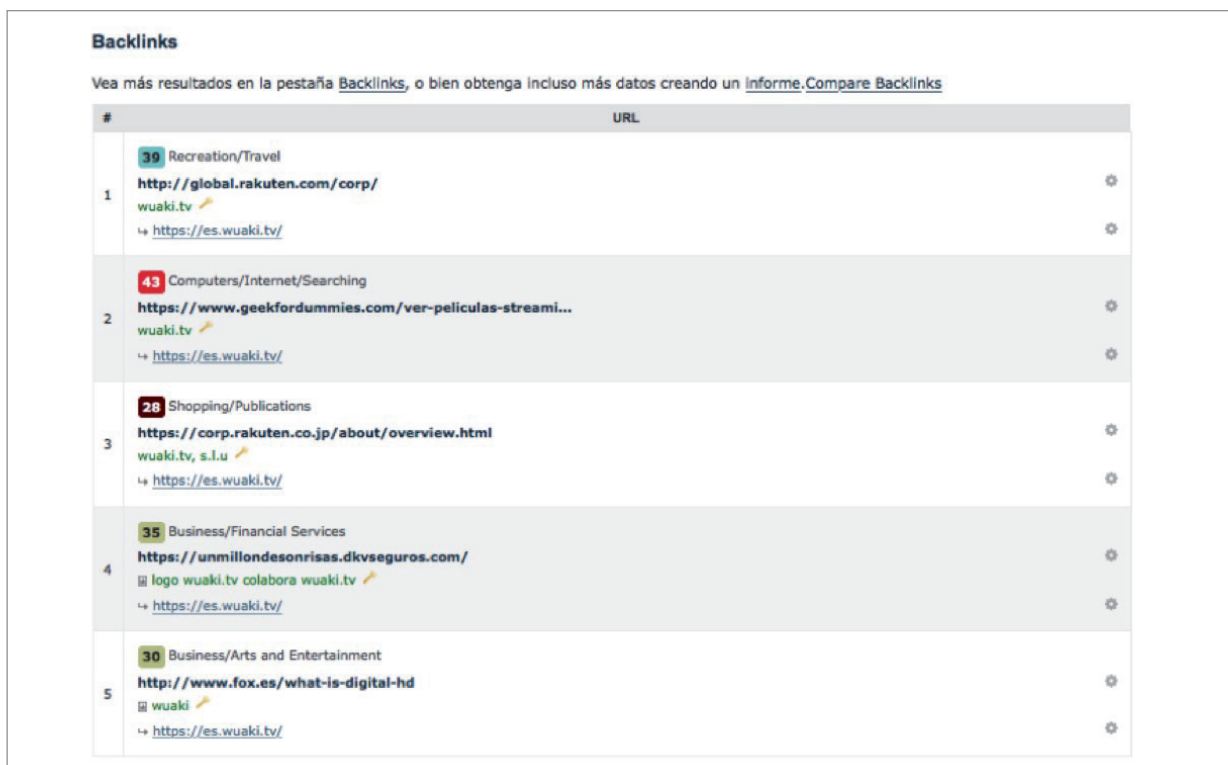 Backlinks
Vea más resultados en la pestaña Backlinks, o bien obtenga incluso más datos creando un informe.Compare Backlinks
# URL
39 Recreation/Travel
http://global.rakuten.com/corp/
1
wuaki.tv
↳ https://es.wuaki.tv/
43 Computers/Internet/Searching
https://www.geekfordummies.com/ver-peliculas-streami...
2
wuaki.tv
↳ https://es.wuaki.tv/
28 Shopping/Publications
https://corp.rakuten.co.jp/about/overview.html
3
wuaki.tv, s.l.u
↳ https://es.wuaki.tv/
35 Business/Financial Services
https://unmillondesonrisas.dkvseguros.com/
4
logo wuaki.tv colabora wuaki.tv
↳ https://es.wuaki.tv/
30 Business/Arts and Entertainment
http://www.fox.es/what-is-digital-hd
5
wuaki
↳ https://es.wuaki.tv/